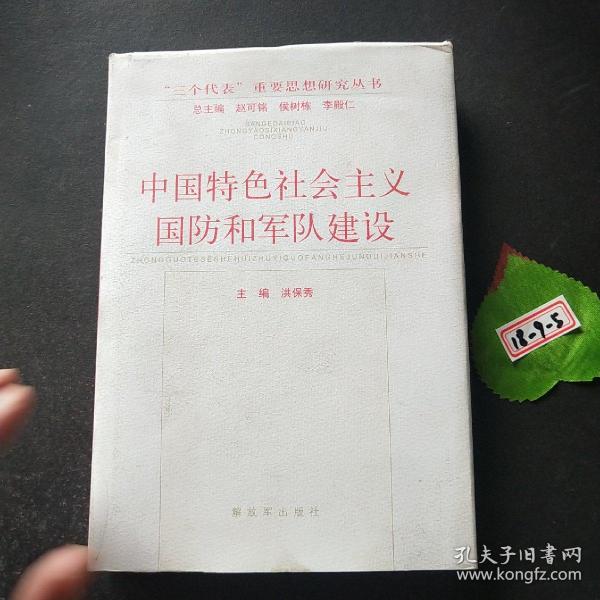 “三个代表”重要思想研究丛书
总主编 赵可铭 侯树栋 李殿仁
SANGEDAIBIAO
ZHONGYAOSIXIANGYANJIU
CONGSHU
中国特色社会主义
国防和军队建设
ZHONGGUOTESESHEHUIZHUYIGUOFANGHEJUNDUIJIANSHE
主 编 洪保秀
18-9-5
解放军出版社
孔夫子旧书网
www.kongfz.com